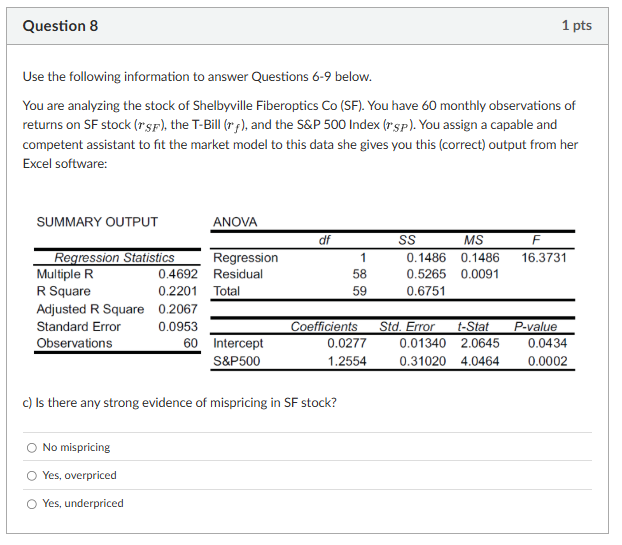 Question 8
1 pts
Use the following information to answer Questions 6-9 below.
You are analyzing the stock of Shelbyville Fiberoptics Co (SF). You have 60 monthly observations of
returns on SF stock (rSF), the T-Bill (rf), and the S&P 500 Index (rSP). You assign a capable and
competent assistant to fit the market model to this data she gives you this (correct) output from her
Excel software:
SUMMARY OUTPUT
Regression Statistics
Multiple R 0.4692
R Square 0.2201
Adjusted R Square 0.2067
Standard Error 0.0953
Observations 60
ANOVA
df SS MS F
Regression 1 0.1486 0.1486 16.3731
Residual 58 0.5265 0.0091
Total 59 0.6751
Coefficients Std. Error t-Stat P-value
Intercept 0.0277 0.01340 2.0645 0.0434
S&P500 1.2554 0.31020 4.0464 0.0002
c) Is there any strong evidence of mispricing in SF stock?
No mispricing
Yes, overpriced
Yes, underpriced